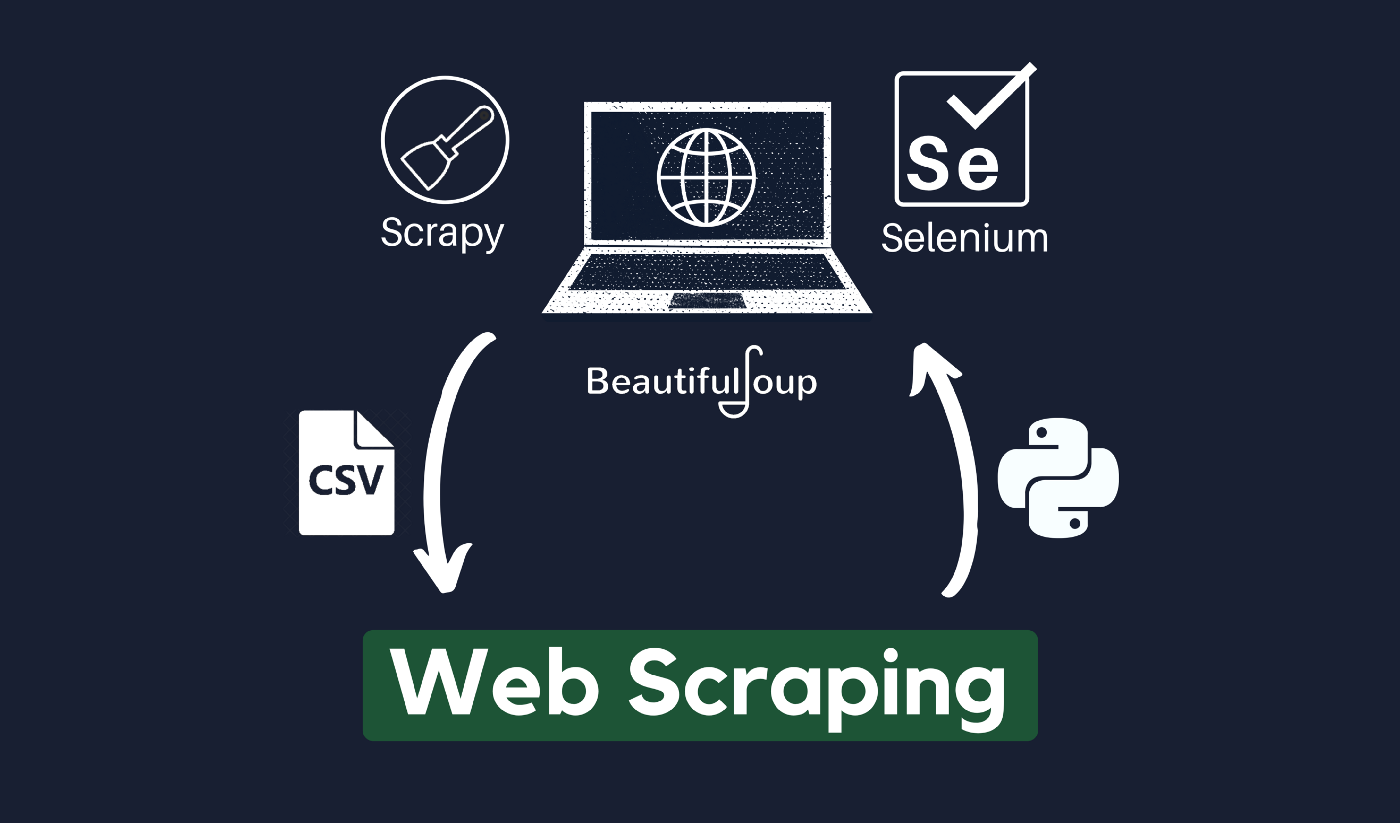 Scrapy
Se
Selenium
BeautifulSoup
CSV
Web Scraping